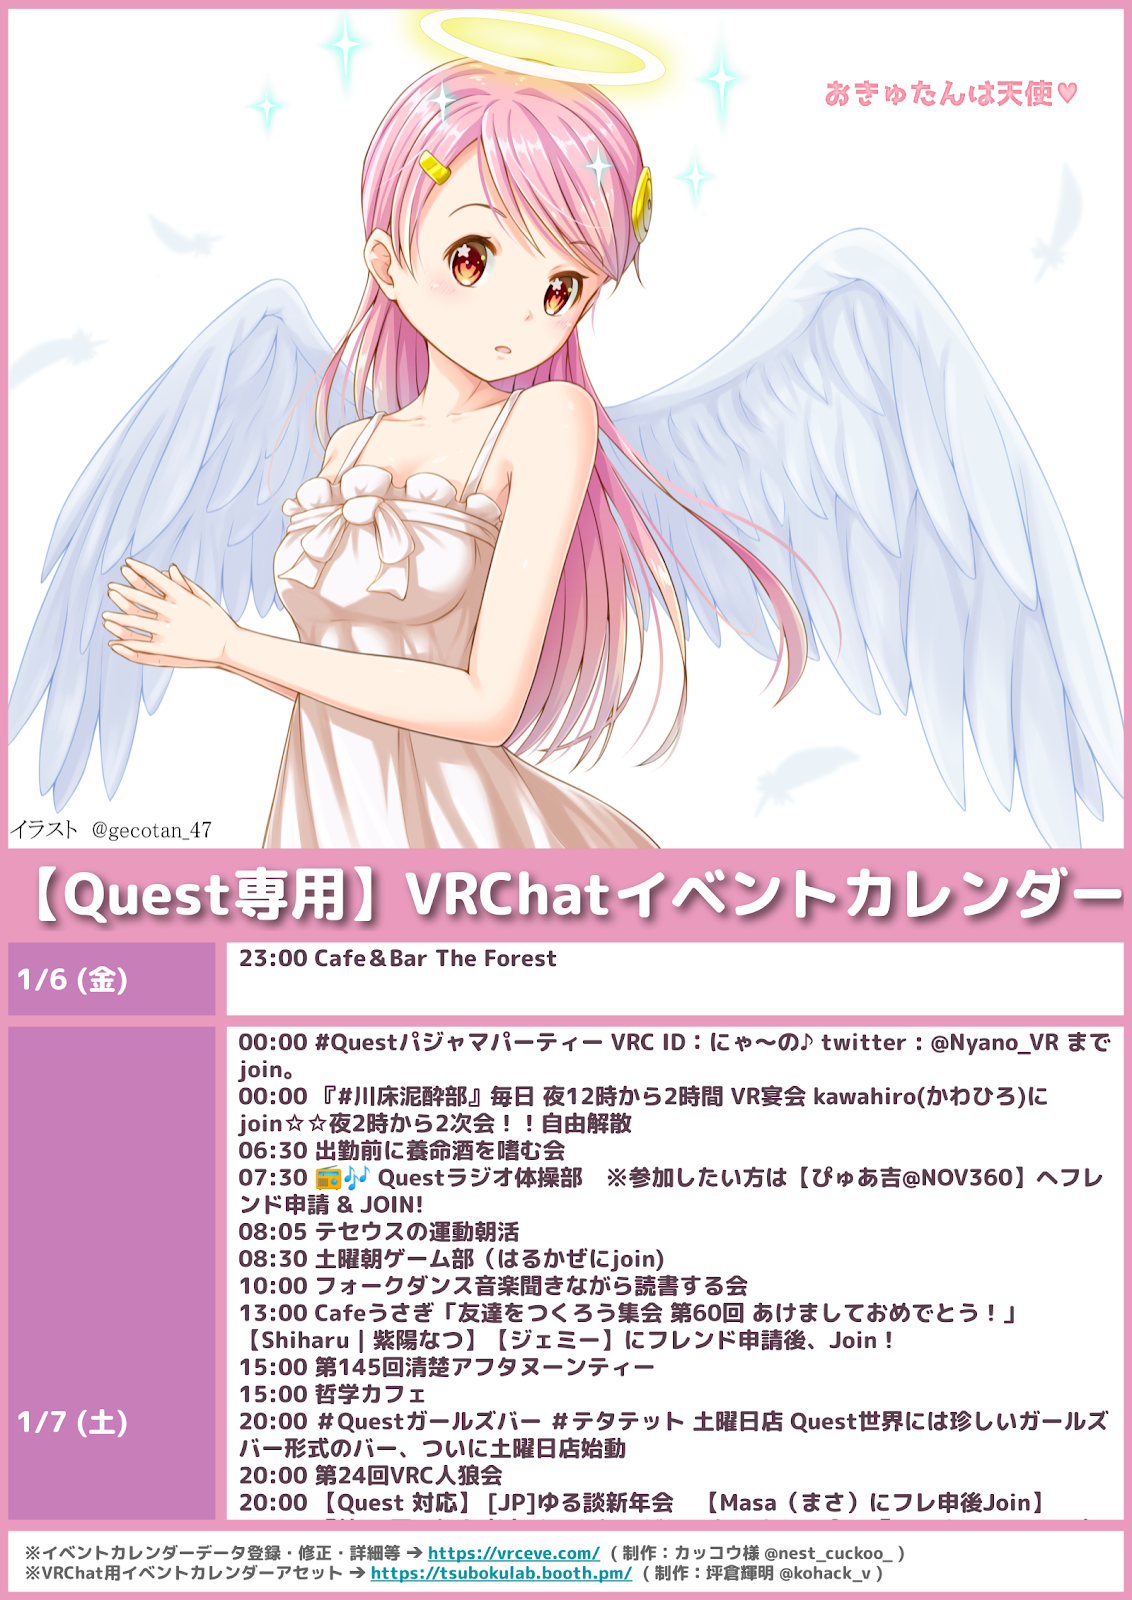 おきゅたんは天使♥
イラスト @gecotan_47
【Quest専用】VRChatイベントカレンダー
1/6 (金)
23:00 Cafe&Bar The Forest
1/7 (土)
00:00 #Questパジャマパーティー VRC ID：にゃ〜の♪ twitter：@Nyano_VR まで
join。
00:00 『#川床泥酔部』毎日 夜12時から2時間 VR宴会 kawahiro(かわひろ)に
join☆☆夜2時から2次会！！自由解散
06:30 出勤前に養命酒を嗜む会
07:30 📻🎶 Questラジオ体操部　※参加したい方は【ぴゅあ吉@NOV360】へフレ
ンド申請 & JOIN!
08:05 テセウスの運動朝活
08:30 土曜朝ゲーム部（はるかぜにjoin)
10:00 フォークダンス音楽聞きながら読書する会
13:00 Cafeうさぎ「友達をつくろう集会 第60回 あけましておめでとう！」
【Shiharu | 紫陽なつ】【ジェミー】にフレンド申請後、Join！
15:00 第145回清楚アフタヌーンティー
15:00 哲学カフェ
20:00 ＃Questガールズバー ＃テタテット 土曜日店 Quest世界には珍しいガールズ
バー形式のバー、ついに土曜日店始動
20:00 第24回VRC人狼会
20:00 【Quest 対応】 [JP]ゆる談新年会　【Masa（まさ）にフレ申後Join】
※イベントカレンダーデータ登録・修正・詳細等 ➔ https://vrceve.com/ （ 制作：カッコウ様 @nest_cuckoo_ ）
※VRChat用イベントカレンダーアセット ➔ https://tsubokulab.booth.pm/ （ 制作：坪倉輝明 @kohack_v ）